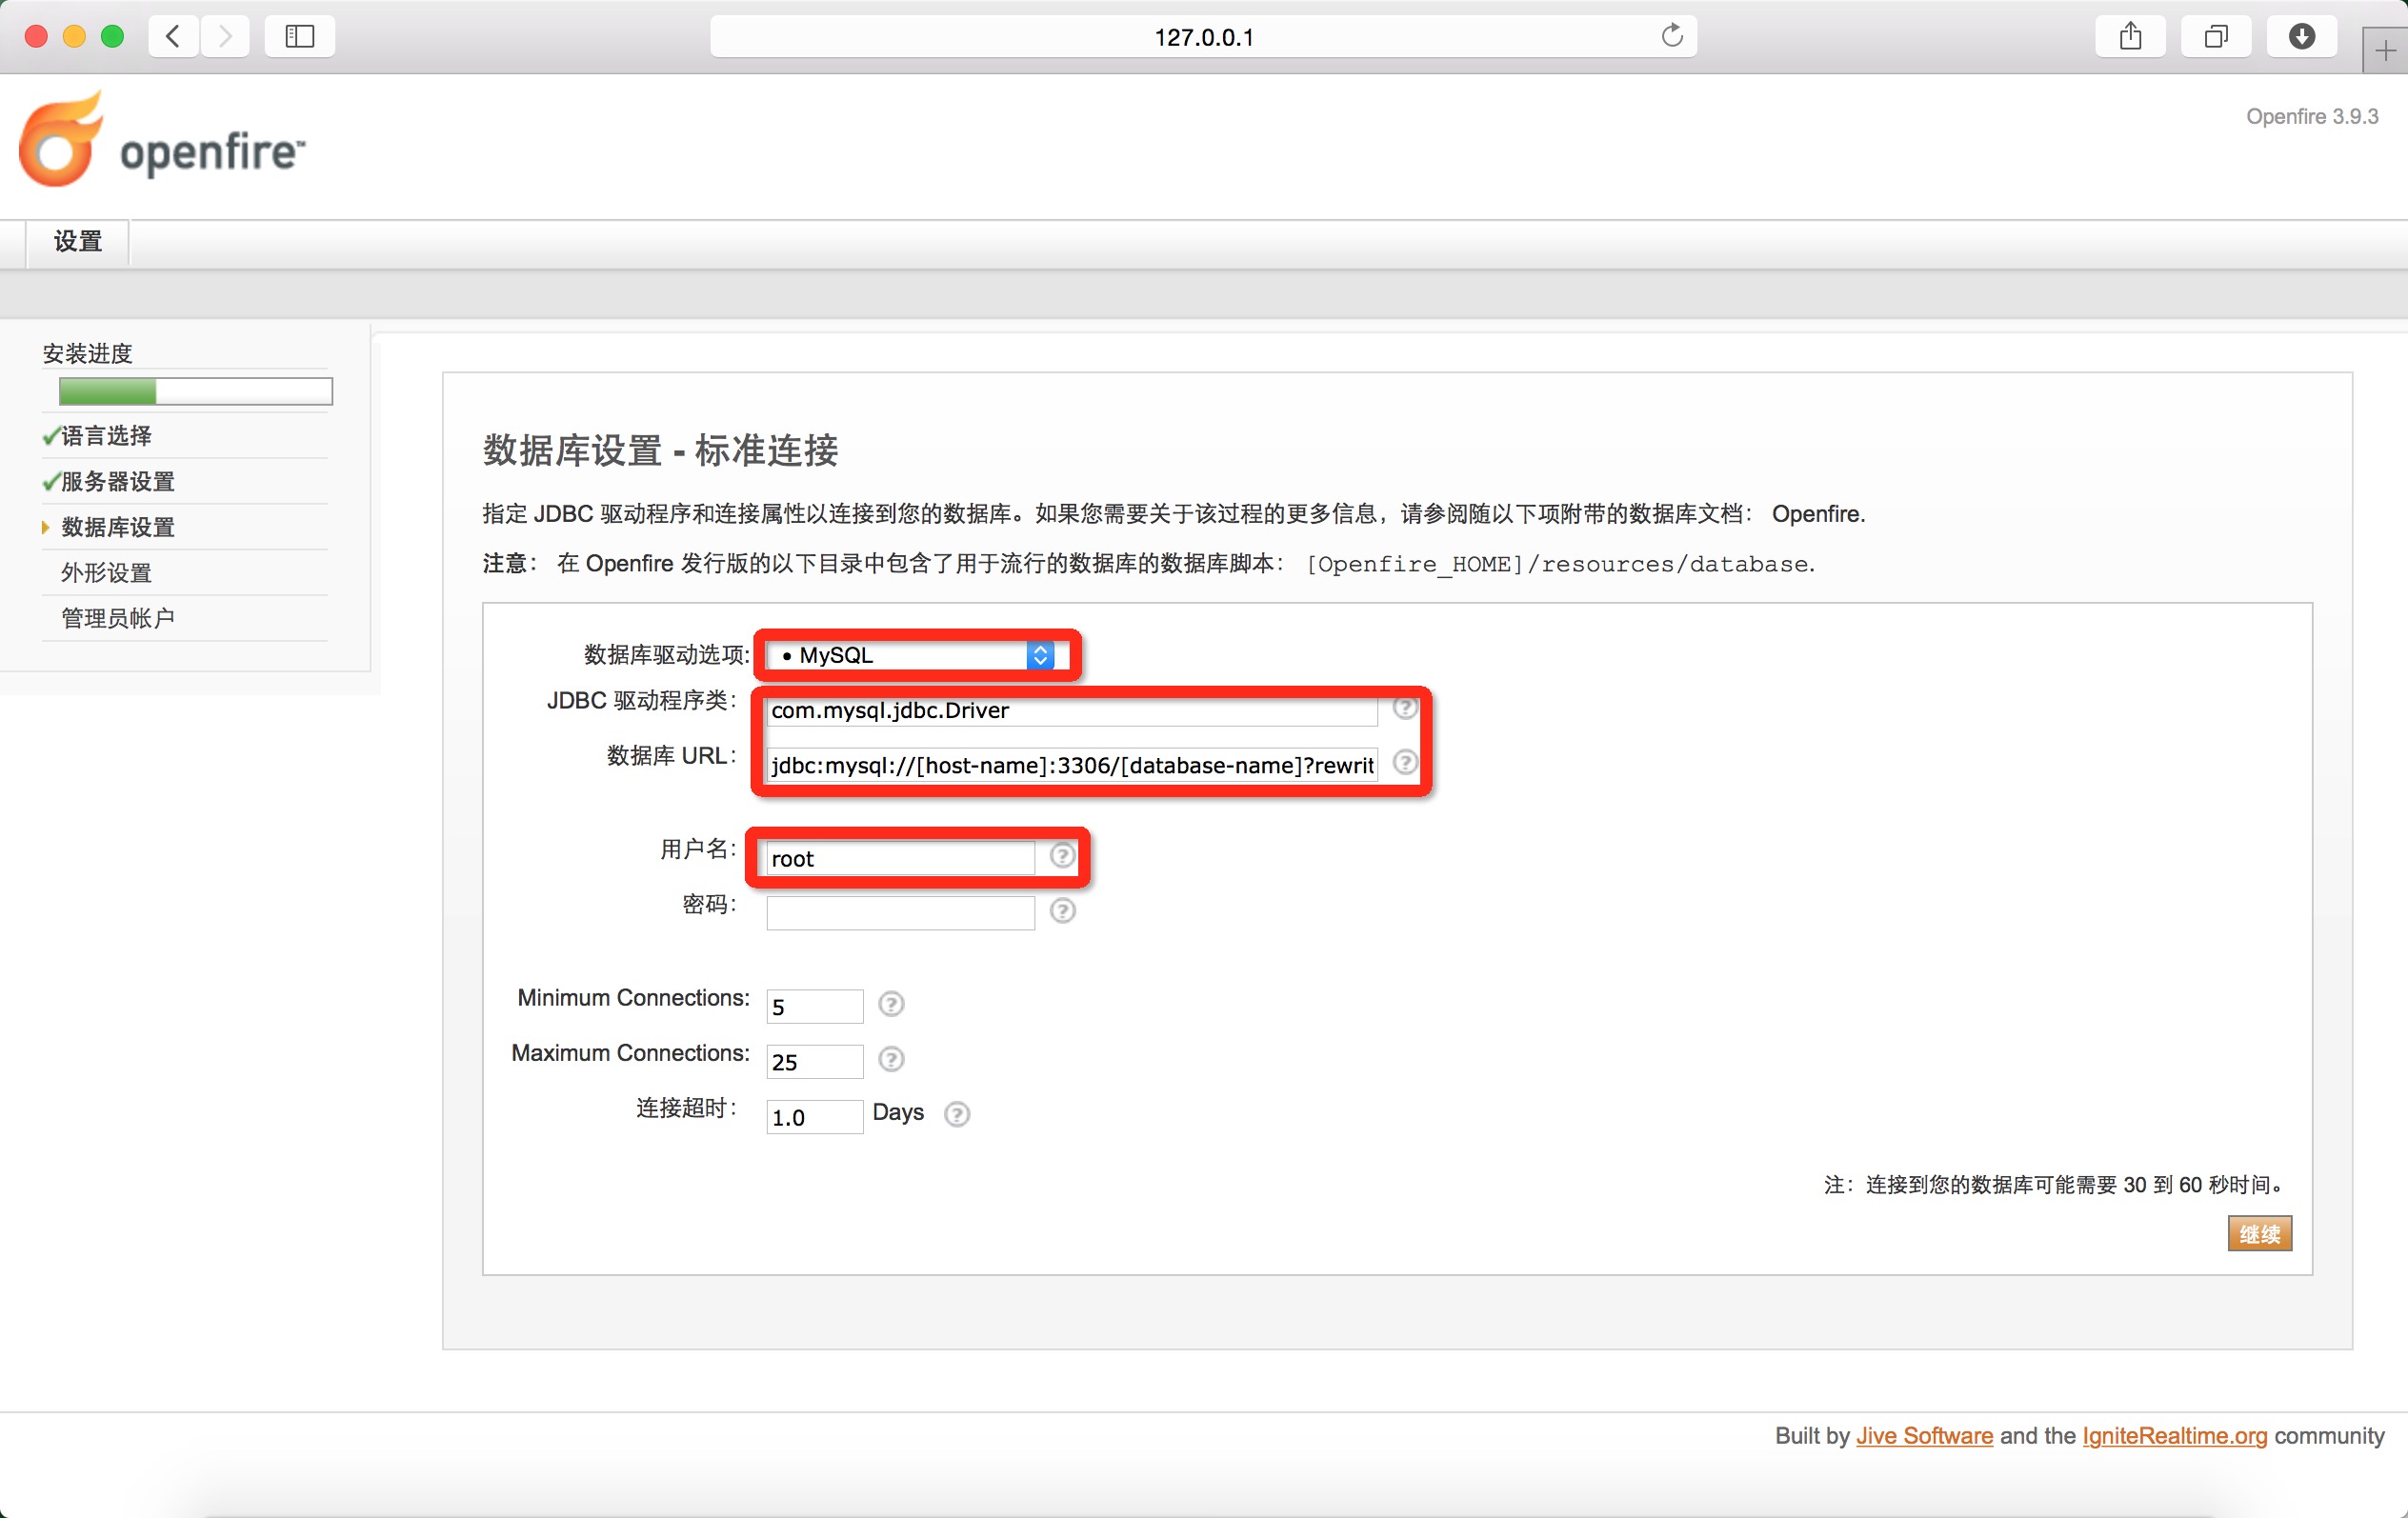 127.0.0.1
openfire™
Openfire 3.9.3
设置
安装进度
✓语言选择
✓服务器设置
数据库设置
外形设置
管理员帐户
数据库设置 - 标准连接
指定 JDBC 驱动程序和连接属性以连接到您的数据库。如果您需要关于该过程的更多信息，请参阅随以下项附带的数据库文档： Openfire.
注意： 在 Openfire 发行版的以下目录中包含了用于流行的数据库的数据库脚本： [Openfire_HOME]/resources/database.
数据库驱动选项: • MySQL
JDBC 驱动程序类： com.mysql.jdbc.Driver ?
数据库 URL： jdbc:mysql://[host-name]:3306/[database-name]?rewrit ?
用户名： root ?
密码： ?
Minimum Connections: 5 ?
Maximum Connections: 25 ?
连接超时： 1.0 Days ?
注：连接到您的数据库可能需要 30 到 60 秒时间。
继续
Built by Jive Software and the IgniteRealtime.org community